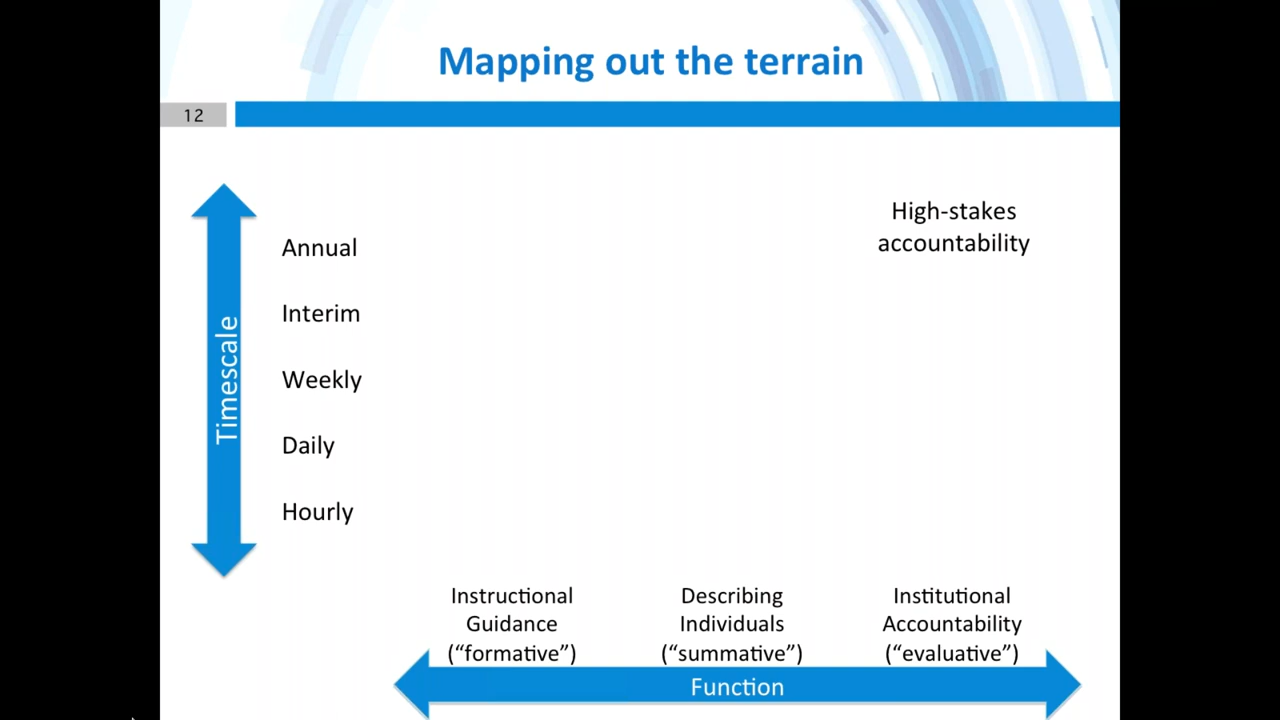 Mapping out the terrain
12
High-stakes
accountability
Annual
Interim
Weekly
Daily
Hourly
Timescale
Instructional
Guidance
(“formative”)
Describing
Individuals
(“summative”)
Institutional
Accountability
(“evaluative”)
Function